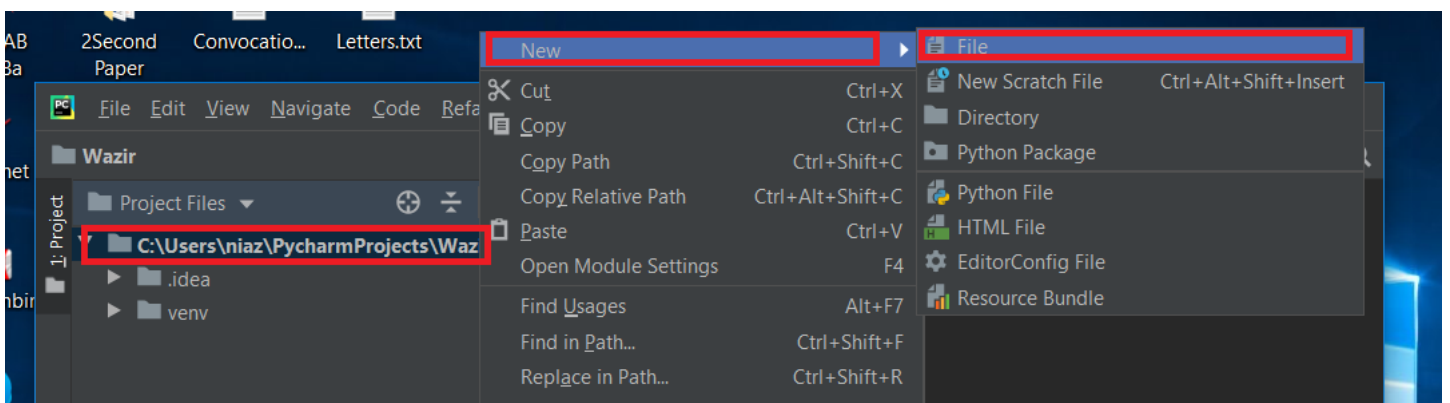 AB
2Second
Convocatio...
Letters.txt
Ba
Paper
PC
File Edit View Navigate Code Refa
Wazir
net
1: Project
Project Files
C:\Users\niaz\PycharmProjects\Waz
.idea
venv
nbir
New
Cut Ctrl+X
Copy Ctrl+C
Copy Path Ctrl+Shift+C
Copy Relative Path Ctrl+Alt+Shift+C
Paste Ctrl+V
Open Module Settings F4
Find Usages Alt+F7
Find in Path... Ctrl+Shift+F
Replace in Path... Ctrl+Shift+R
File
New Scratch File Ctrl+Alt+Shift+Insert
Directory
Python Package
Python File
HTML File
EditorConfig File
Resource Bundle